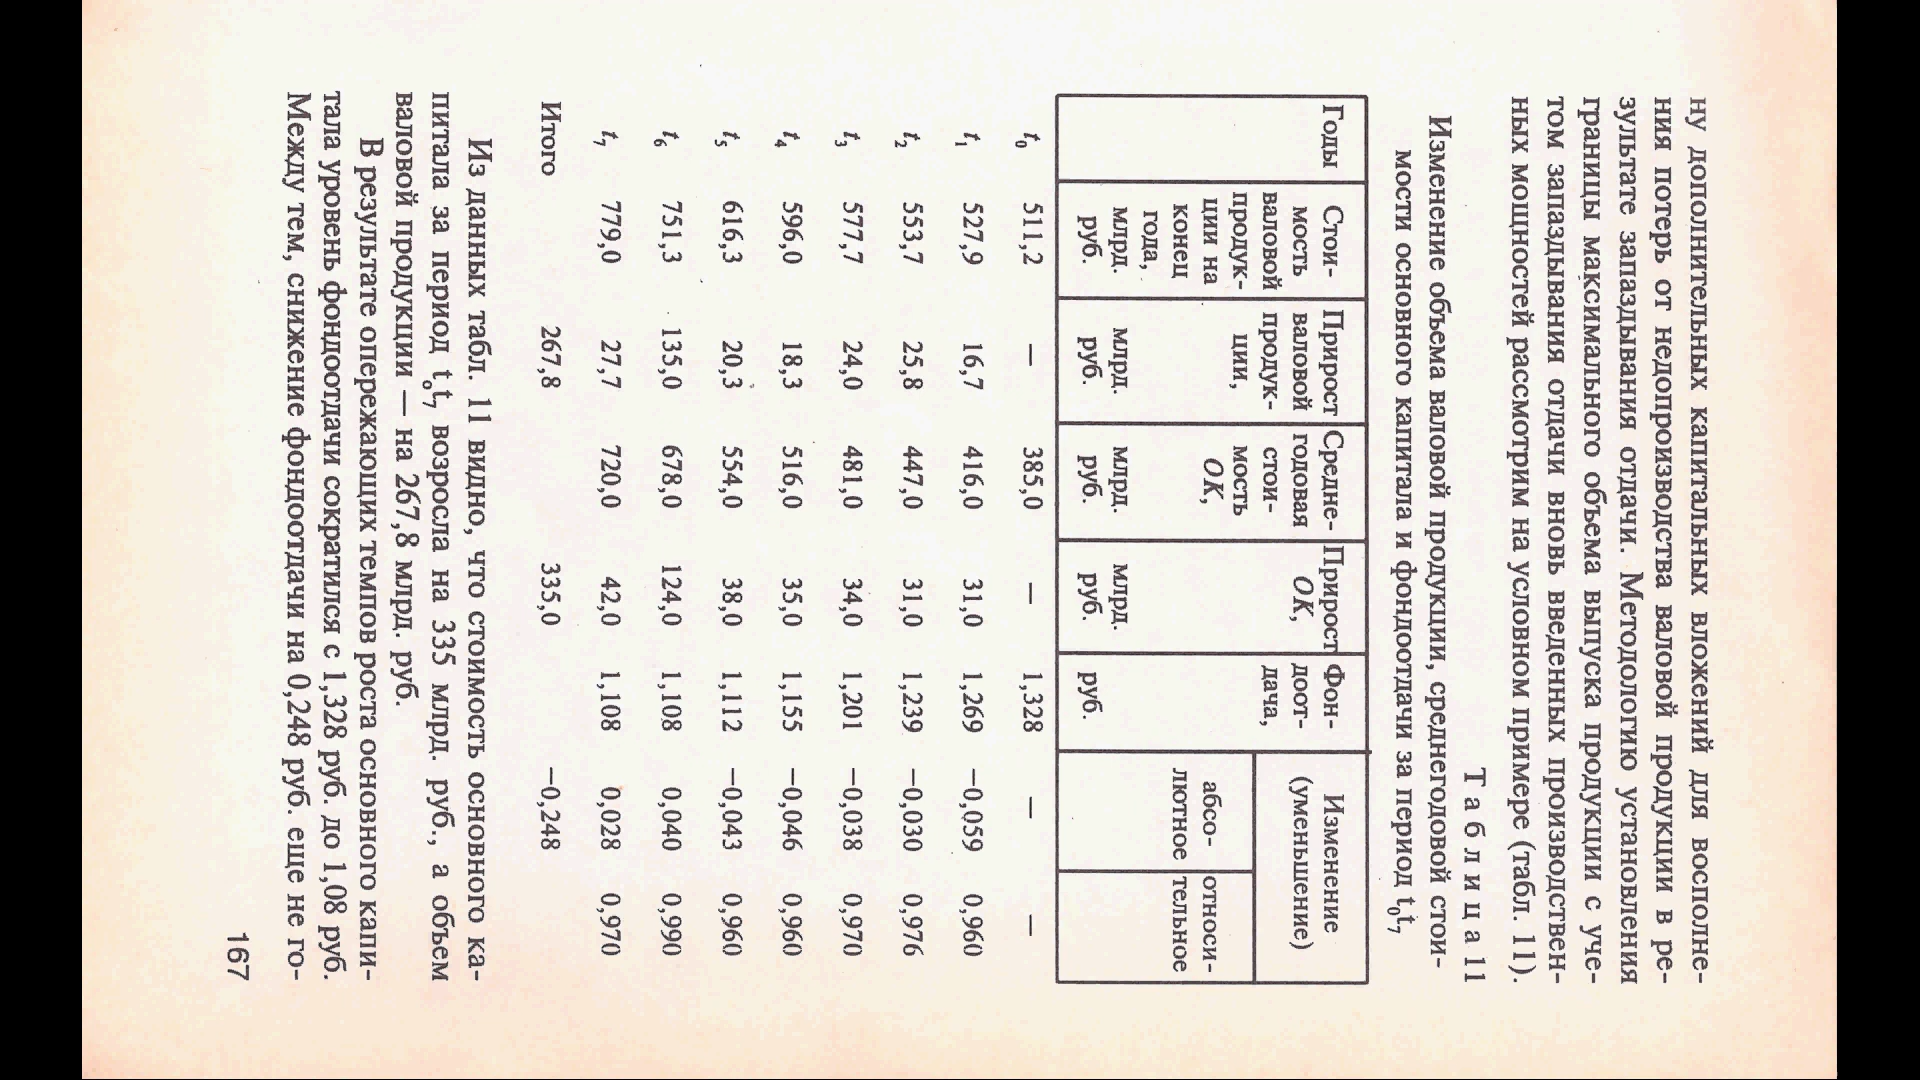 ну дополнительных капитальных вложений для восполне-
ния потерь от недопроизводства валовой продукции в ре-
зультате запаздывания отдачи. Методологию установления
границы максимального объема выпуска продукции с уче-
том запаздывания отдачи вновь введенных производствен-
ных мощностей рассмотрим на условном примере (табл. 11).
Таблица 11
Изменение объема валовой продукции, среднегодовой стои-
мости основного капитала и фондоотдачи за период t₀t₇
Годы
Стои-
мость
валовой
продук-
ции на
конец
года,
млрд.
руб.
Прирост
валовой
продук-
ции,
млрд.
руб.
Средне-
годовая
стои-
мость
ОК,
млрд.
руб.
Прирост
ОК,
млрд.
руб.
Фон-
доот-
дача,
руб.
Изменение
(уменьшение)
абсо-
лютное
относи-
тельное
t₀ 511,2 — 385,0 — 1,328 — —
t₁ 527,9 16,7 416,0 31,0 1,269 —0,059 0,960
t₂ 553,7 25,8 447,0 31,0 1,239 —0,030 0,976
t₃ 577,7 24,0 481,0 34,0 1,201 —0,038 0,970
t₄ 596,0 18,3 516,0 35,0 1,155 —0,046 0,960
t₅ 616,3 20,3 554,0 38,0 1,112 —0,043 0,960
t₆ 751,3 135,0 678,0 124,0 1,108 0,040 0,990
t₇ 779,0 27,7 720,0 42,0 1,108 0,028 0,970
Итого 267,8 335,0 —0,248
Из данных табл. 11 видно, что стоимость основного ка-
питала за период t₀t₇ возросла на 335 млрд. руб., а объем
валовой продукции — на 267,8 млрд. руб.
В результате опережающих темпов роста основного капи-
тала уровень фондоотдачи сократился с 1,328 руб. до 1,08 руб.
Между тем, снижение фондоотдачи на 0,248 руб. еще не го-
167